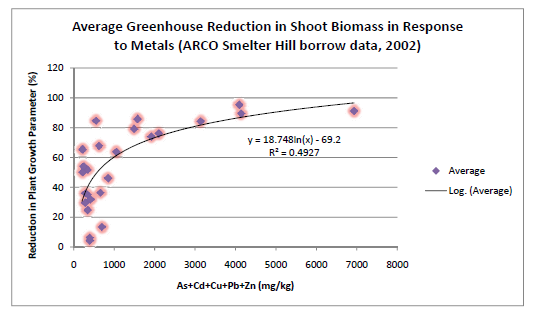 Average Greenhouse Reduction in Shoot Biomass in Response
to Metals (ARCO Smelter Hill borrow data, 2002)
Reduction in Plant Growth Parameter (%)
120
100
80
60
40
20
0
y = 18.748ln(x) - 69.2
R² = 0.4927
Average
Log. (Average)
0 1000 2000 3000 4000 5000 6000 7000 8000
As+Cd+Cu+Pb+Zn (mg/kg)